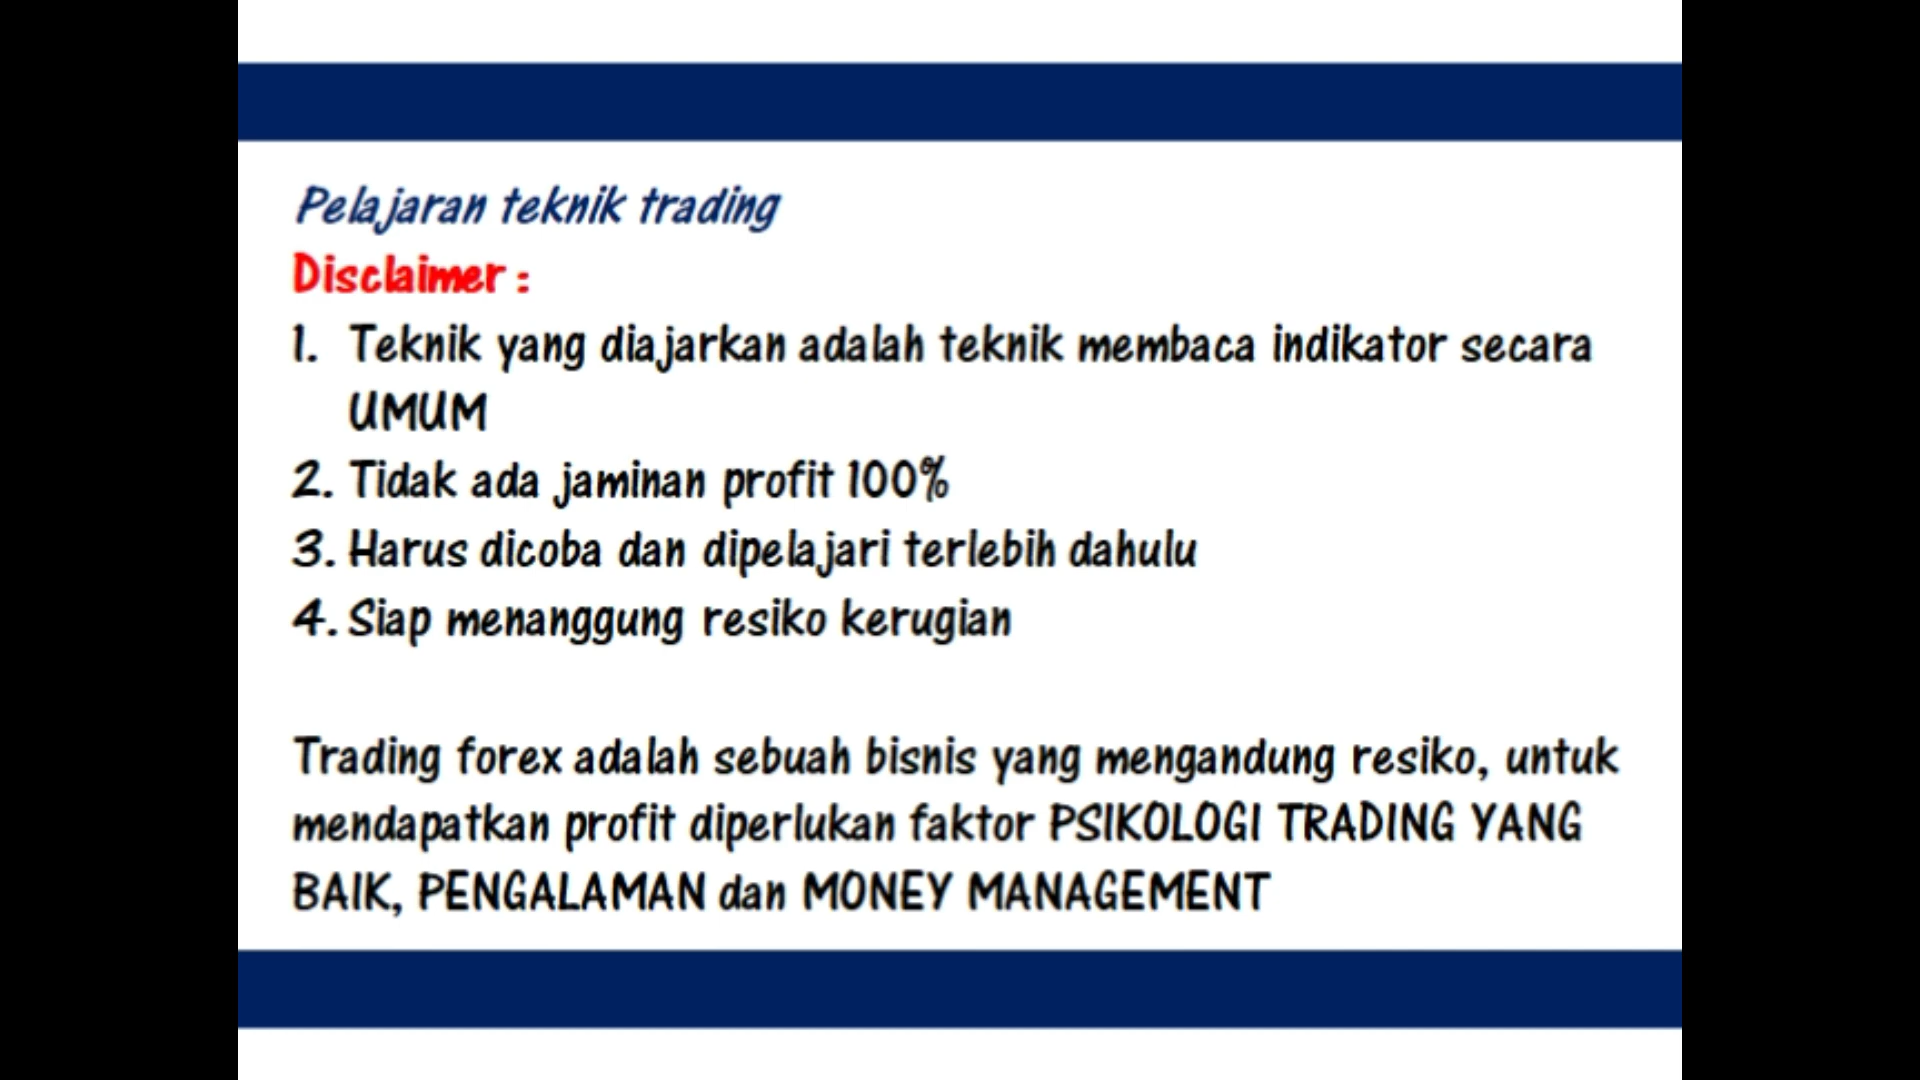 Pelajaran teknik trading
Disclaimer :
1. Teknik yang diajarkan adalah teknik membaca indikator secara
UMUM
2. Tidak ada jaminan profit 100%
3. Harus dicoba dan dipelajari terlebih dahulu
4. Siap menanggung resiko kerugian
Trading forex adalah sebuah bisnis yang mengandung resiko, untuk
mendapatkan profit diperlukan faktor PSIKOLOGI TRADING YANG
BAIK, PENGALAMAN dan MONEY MANAGEMENT